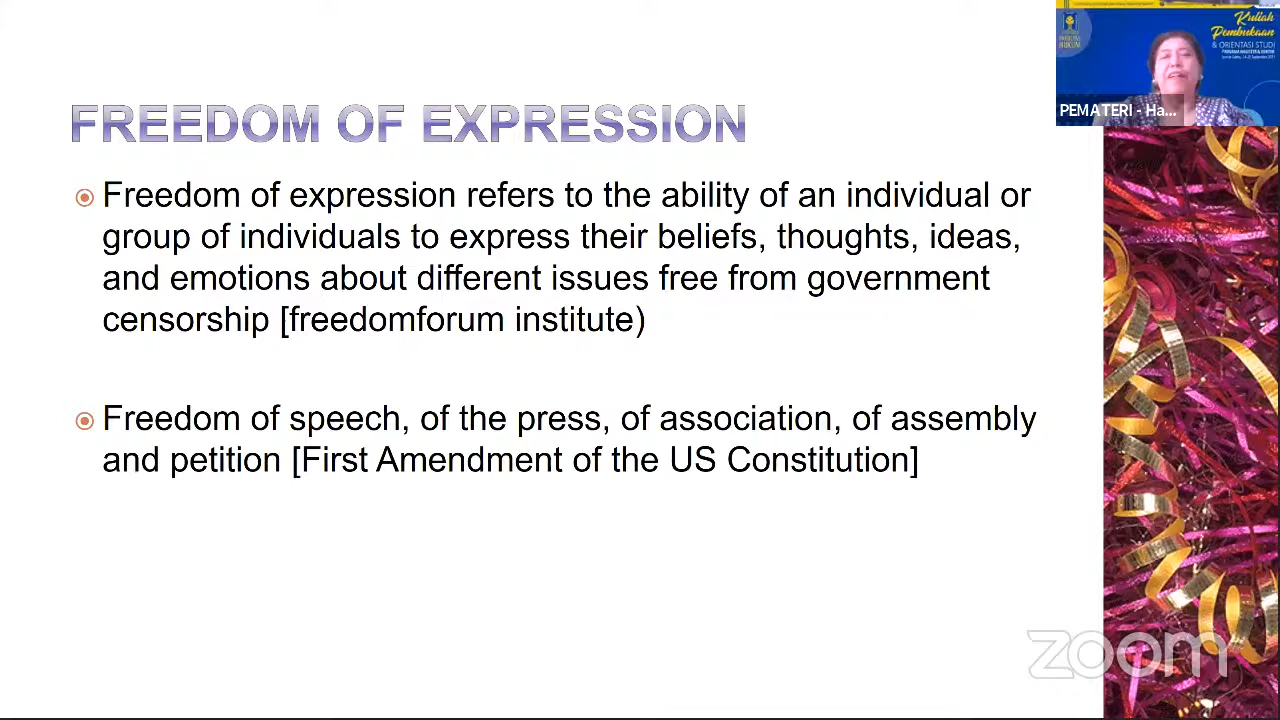 Kuliah
Pembukaan
& ORIENTASI STUDI
PEMATERI - Ha...
FREEDOM OF EXPRESSION
Freedom of expression refers to the ability of an individual or
group of individuals to express their beliefs, thoughts, ideas,
and emotions about different issues free from government
censorship [freedomforum institute)
Freedom of speech, of the press, of association, of assembly
and petition [First Amendment of the US Constitution]
zoom